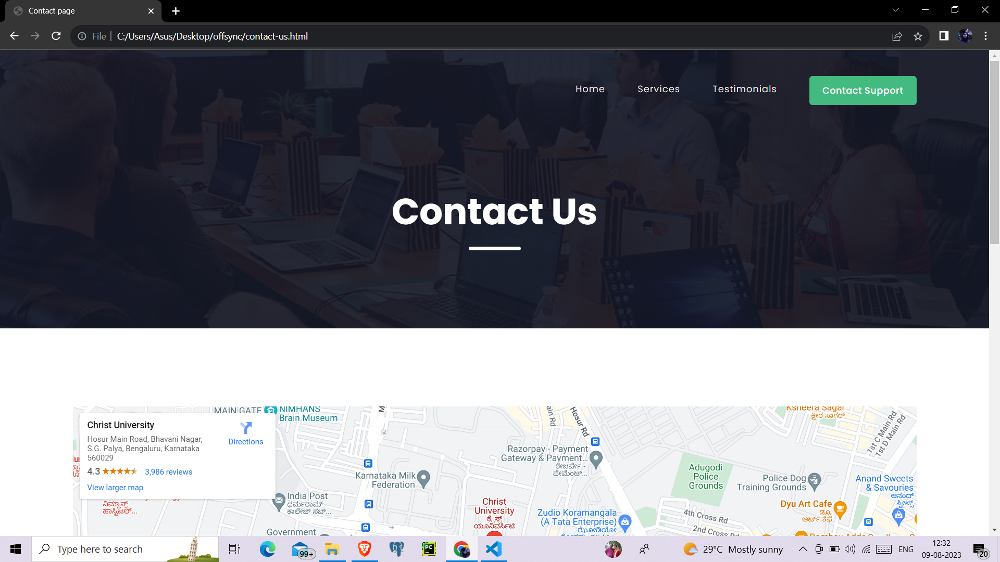 Contact page
File
C:/Users/Asus/Desktop/offsync/contact-us.html
Home
Services
Testimonials
Contact Support
Contact Us
MAIN GATE
NIMHANS
Brain Museum
Christ University
Hosur Main Road, Bhavani Nagar,
S.G. Palya, Bengaluru, Karnataka
560029
Directions
4.3
3,986 reviews
View larger map
ನಿಮ್ಹಾನ್ಸ್
ಹಾಸ್ಪಿಟಲ್...
Hosur Rd
ain Rd
Ksheera Sagar
ಕ್ಷೀರ ಸಾಗರ್
1st C Main Rd
1st D Main Rd
Razorpay - Payment
Gateway & Payment...
ರೇಜರ್ಪೇ -
ಪೇಮೆಂಟ್...
Karnataka Milk
Federation
Adugodi
Police
Grounds
Police Dog
Training Grounds
Anand Sweets
& Savouries
ಆನಂದ್
ಸ್ವೀಟ್ಸ್
India Post
ಧರ್ಮರಾಮ್
ಕಾಲೇಜ್ ಸಬ್...
Christ
University
ಕ್ರೈಸ್ಟ್
ಯೂನಿವರ್ಸಿಟಿ
Zudio Koramangala
(A Tata Enterprise)
ಝುಡಿಯೋ
Dyu Art Cafe
ಡ್ಯೂ
ಆರ್ಟ್ ಕೆಫೆ
4th Cross Rd
2nd Cross Rd
Government
Type here to search
99+
PC
29°C Mostly sunny
ENG
12:32
09-08-2023
20